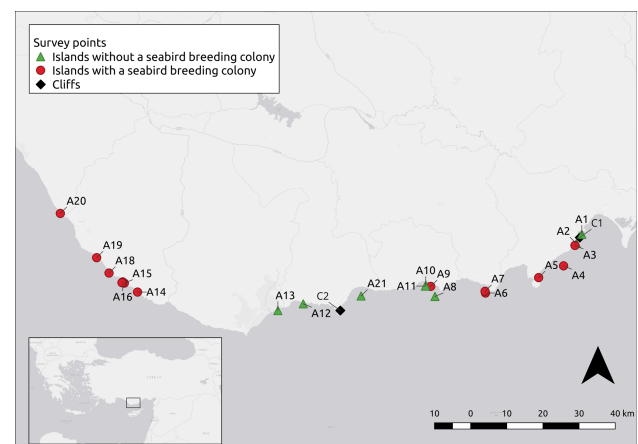 Survey points
Islands without a seabird breeding colony
Islands with a seabird breeding colony
Cliffs
A1
C1
A2
A3
A20
A19
A5
A4
A18
A15
A10
A9
A7
A16
A14
A11
A8
A6
A21
A13
C2
A12
10 0 10 20 30 40 km